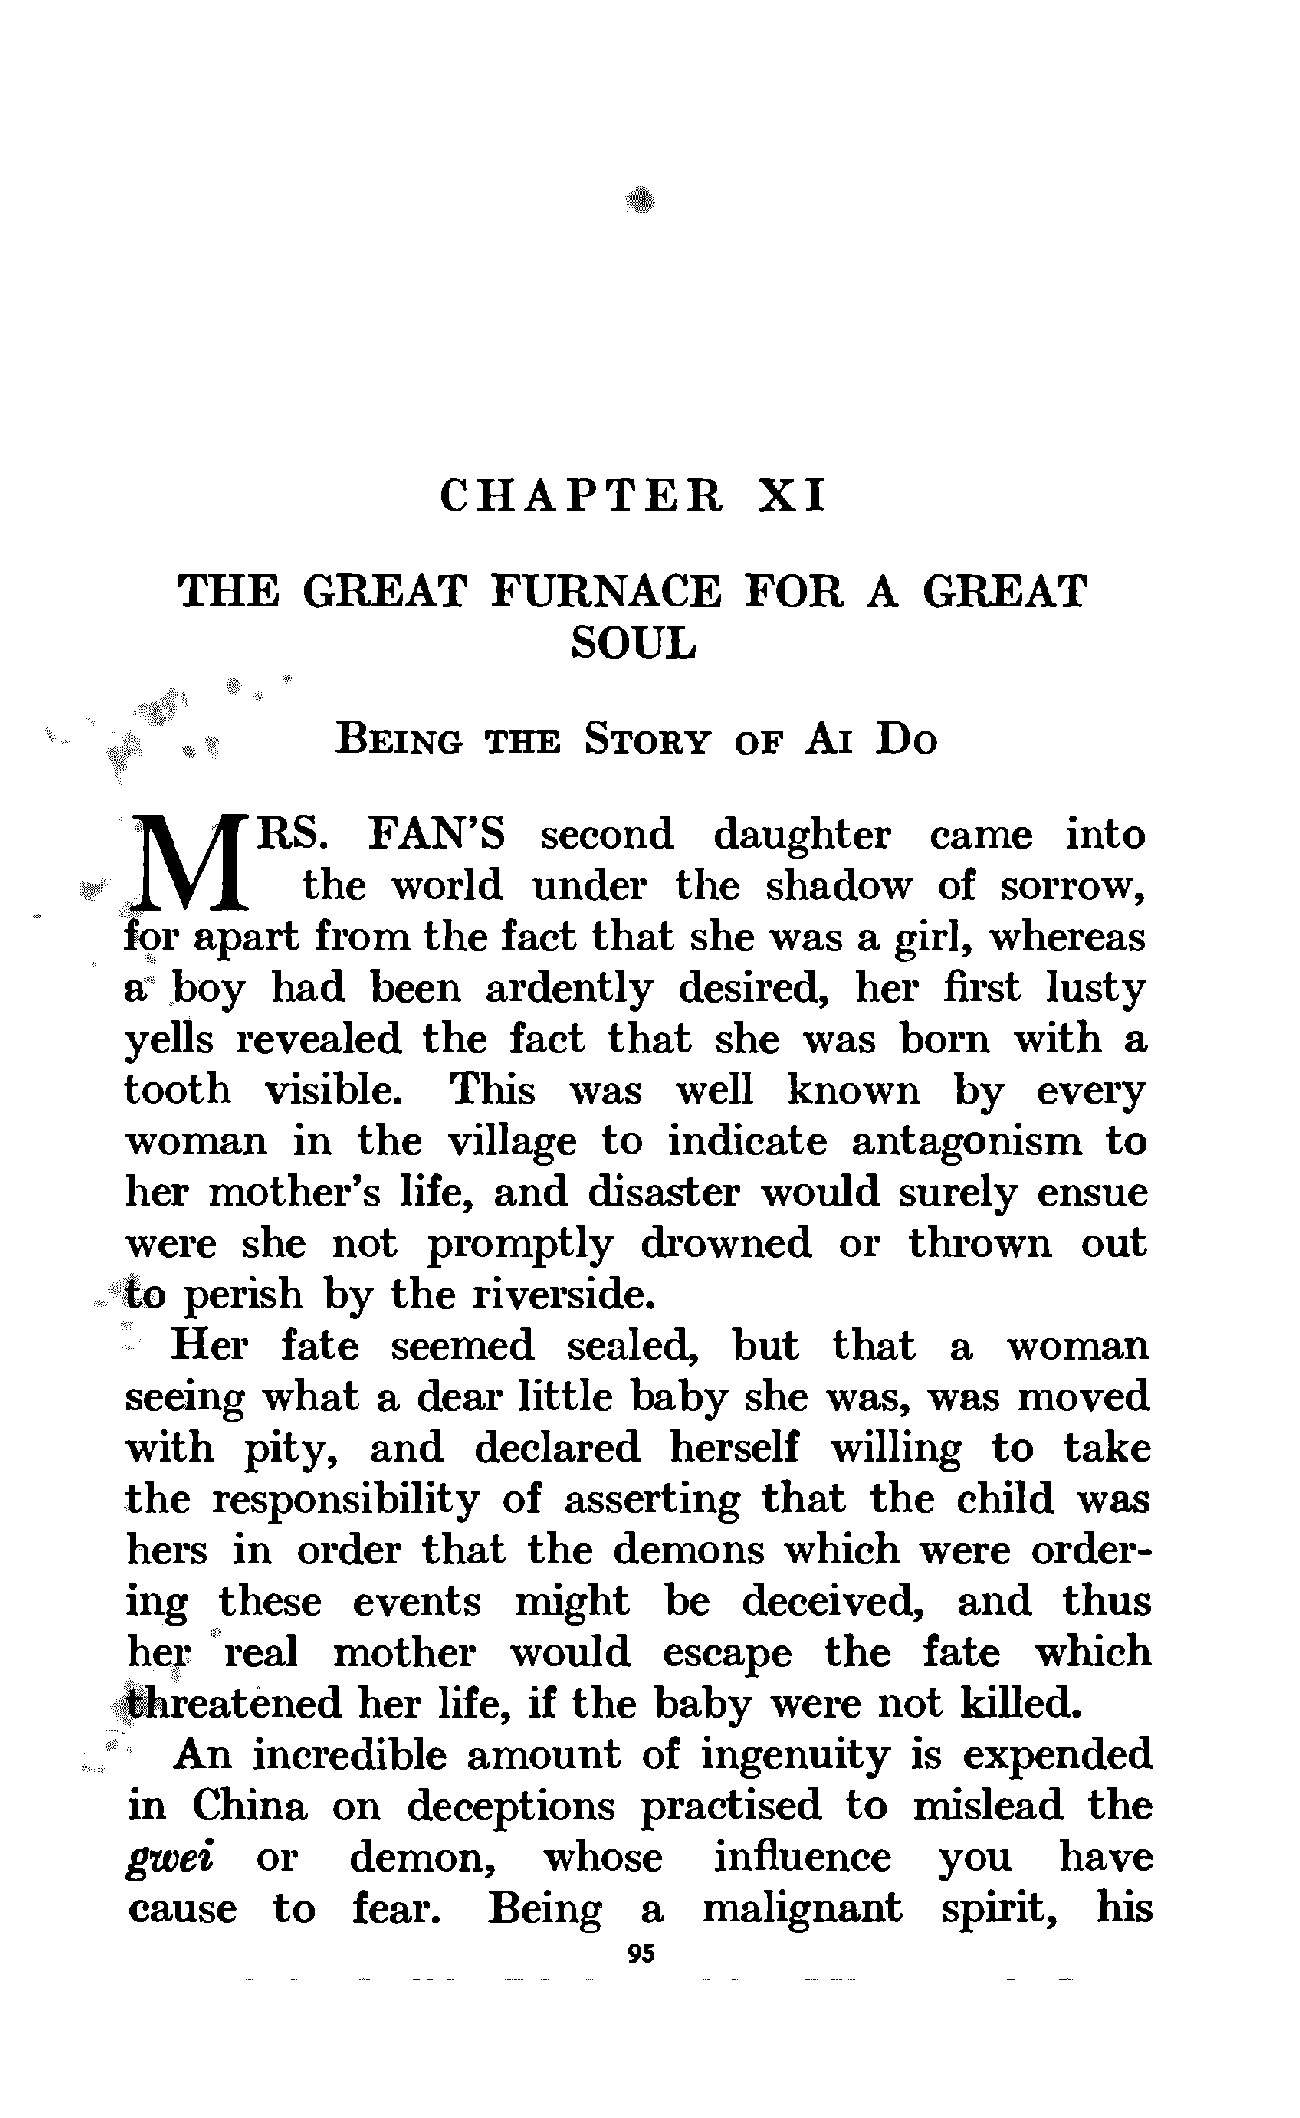 CHAPTER XI
THE GREAT FURNACE FOR A GREAT
SOUL
BEING THE STORY OF AI DO
MRS. FAN'S second daughter came into
the world under the shadow of sorrow,
for apart from the fact that she was a girl, whereas
a boy had been ardently desired, her first lusty
yells revealed the fact that she was born with a
tooth visible. This was well known by every
woman in the village to indicate antagonism to
her mother's life, and disaster would surely ensue
were she not promptly drowned or thrown out
to perish by the riverside.
Her fate seemed sealed, but that a woman
seeing what a dear little baby she was, was moved
with pity, and declared herself willing to take
the responsibility of asserting that the child was
hers in order that the demons which were order-
ing these events might be deceived, and thus
her real mother would escape the fate which
threatened her life, if the baby were not killed.
An incredible amount of ingenuity is expended
in China on deceptions practised to mislead the
gwei or demon, whose influence you have
cause to fear. Being a malignant spirit, his
95